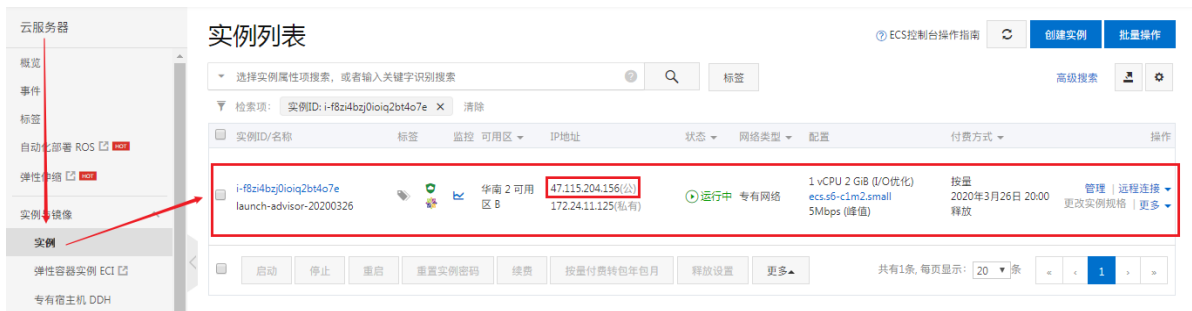 云服务器
概览
事件
标签
自动化部署 ROS HOT
弹性伸缩 HOT
实例与镜像
实例
弹性容器实例 ECI
专有宿主机 DDH
实例列表
ECS控制台操作指南
创建实例
批量操作
选择实例属性项搜索，或者输入关键字识别搜索
标签
高级搜索
检索项: 实例ID: i-f8zi4bzj0ioiq2bt4o7e × 清除
实例ID/名称 标签 监控 可用区 IP地址 状态 网络类型 配置 付费方式 操作
i-f8zi4bzj0ioiq2bt4o7e
launch-advisor-20200326
华南 2 可用
区 B
47.115.204.156(公)
172.24.11.125(私有)
运行中
专有网络
1 vCPU 2 GiB (I/O优化)
ecs.s6-c1m2.small
5Mbps (峰值)
按量
2020年3月26日 20:00
释放
管理 | 远程连接
更改实例规格 | 更多
启动 停止 重启 重置实例密码 续费 按量付费转包年包月 释放设置 更多
共有1条, 每页显示: 20 条 « ‹ 1 › »